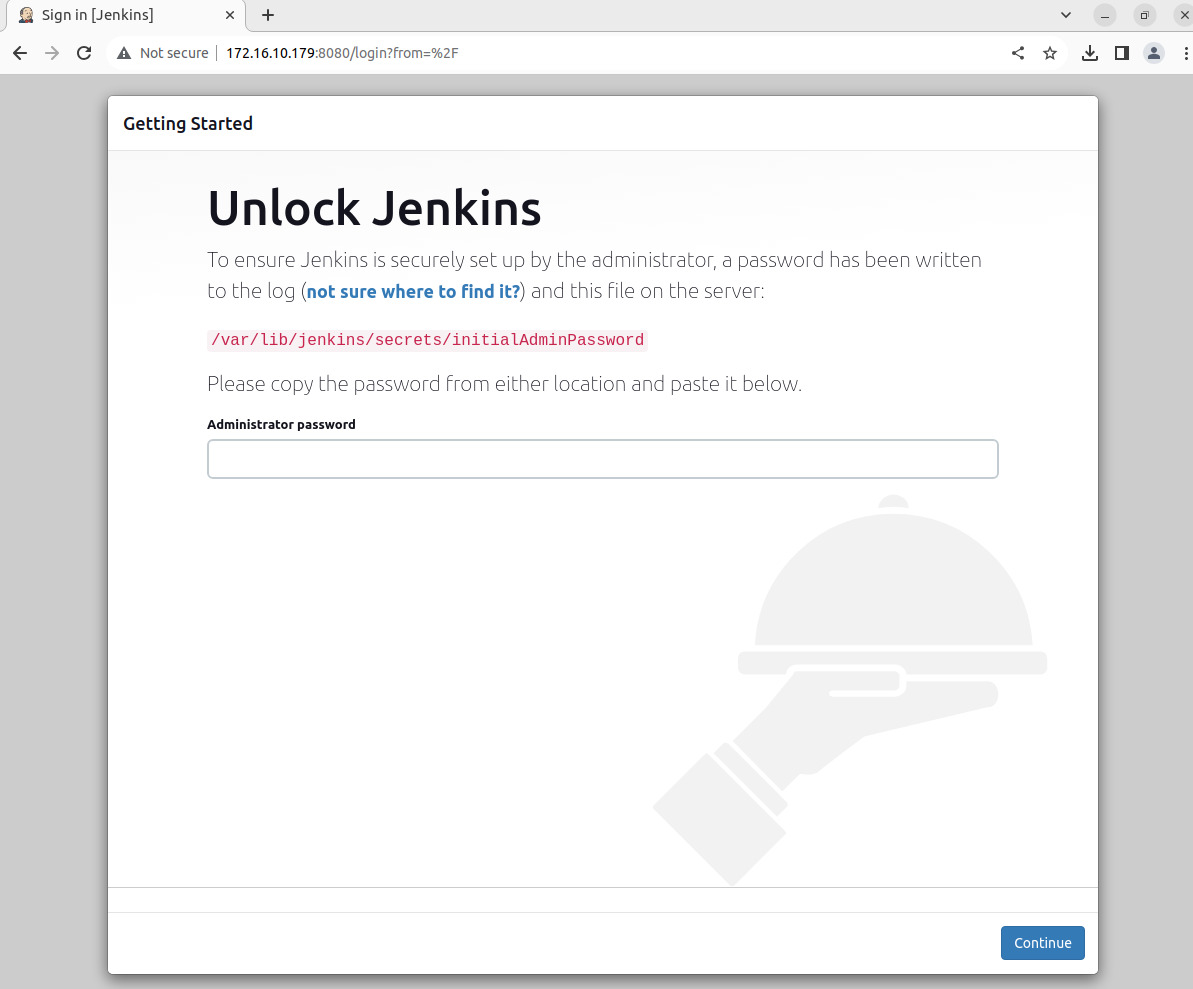 Sign in [Jenkins]
Not secure 172.16.10.179:8080/login?from=%2F
Getting Started
Unlock Jenkins
To ensure Jenkins is securely set up by the administrator, a password has been written
to the log (not sure where to find it?) and this file on the server:
/var/lib/jenkins/secrets/initialAdminPassword
Please copy the password from either location and paste it below.
Administrator password
Continue